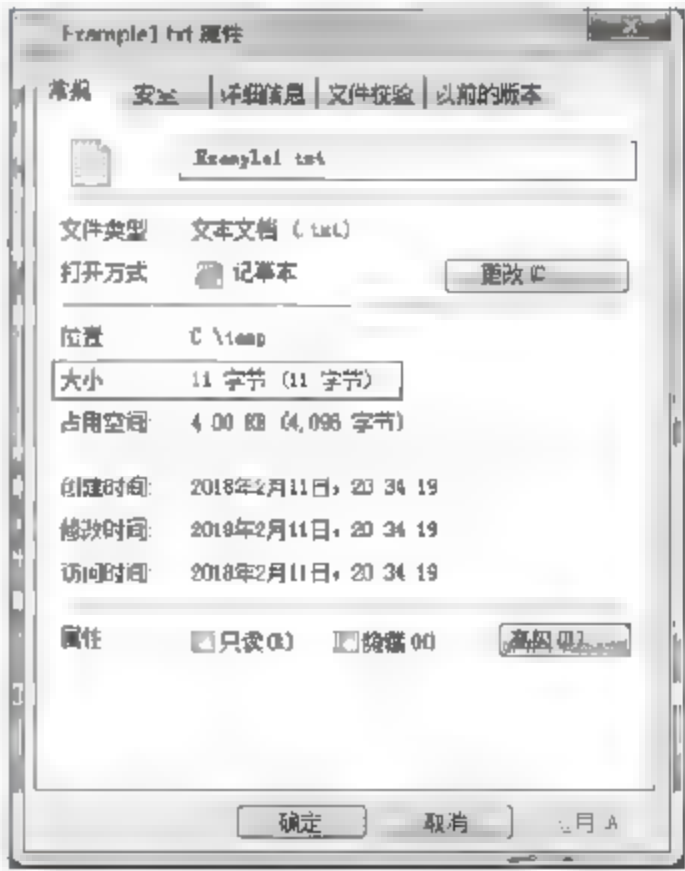 Example1 txt 属性
常规 安全 详细信息 文件校验 以前的版本
Example1 txt
文件类型 文本文档 (.txt)
打开方式 记事本 更改(C
位置 C \temp
大小 11 字节 (11 字节)
占用空间: 4.00 KB (4,096 字节)
创建时间: 2018年2月11日, 20 34 19
修改时间: 2018年2月11日, 20 34 19
访问时间: 2018年2月11日, 20 34 19
属性 只读(R) 隐藏(H) 高级(D)
确定 取消